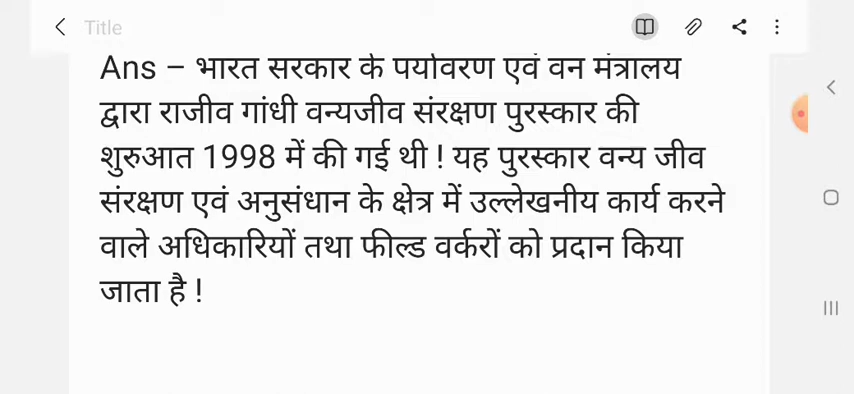 Title
Ans – भारत सरकार के पर्यावरण एवं वन मंत्रालय
द्वारा राजीव गांधी वन्यजीव संरक्षण पुरस्कार की
शुरुआत 1998 में की गई थी ! यह पुरस्कार वन्य जीव
संरक्षण एवं अनुसंधान के क्षेत्र में उल्लेखनीय कार्य करने
वाले अधिकारियों तथा फील्ड वर्करों को प्रदान किया
जाता है !